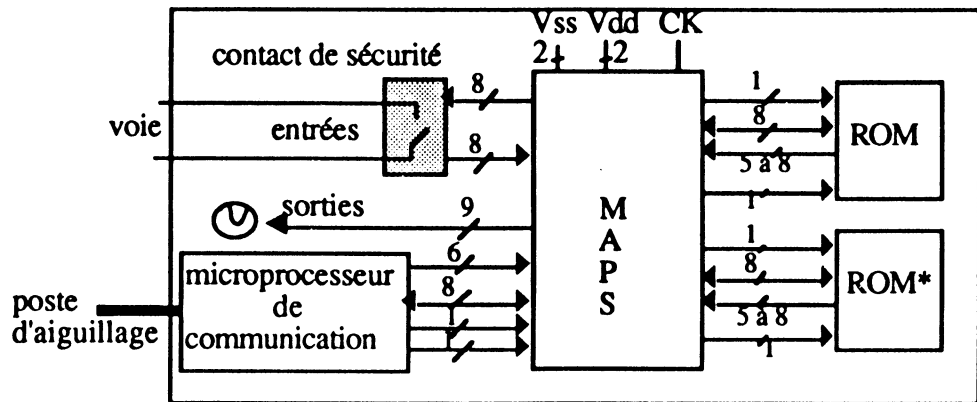 Vss Vdd CK
2 2
contact de sécurité
8
voie
entrées
8
sorties
9
microprocesseur
de
communication
6
8
1
poste
d'aiguillage
M
A
P
S
1
8
5 à 8
1
ROM
1
8
5 à 8
1
ROM*